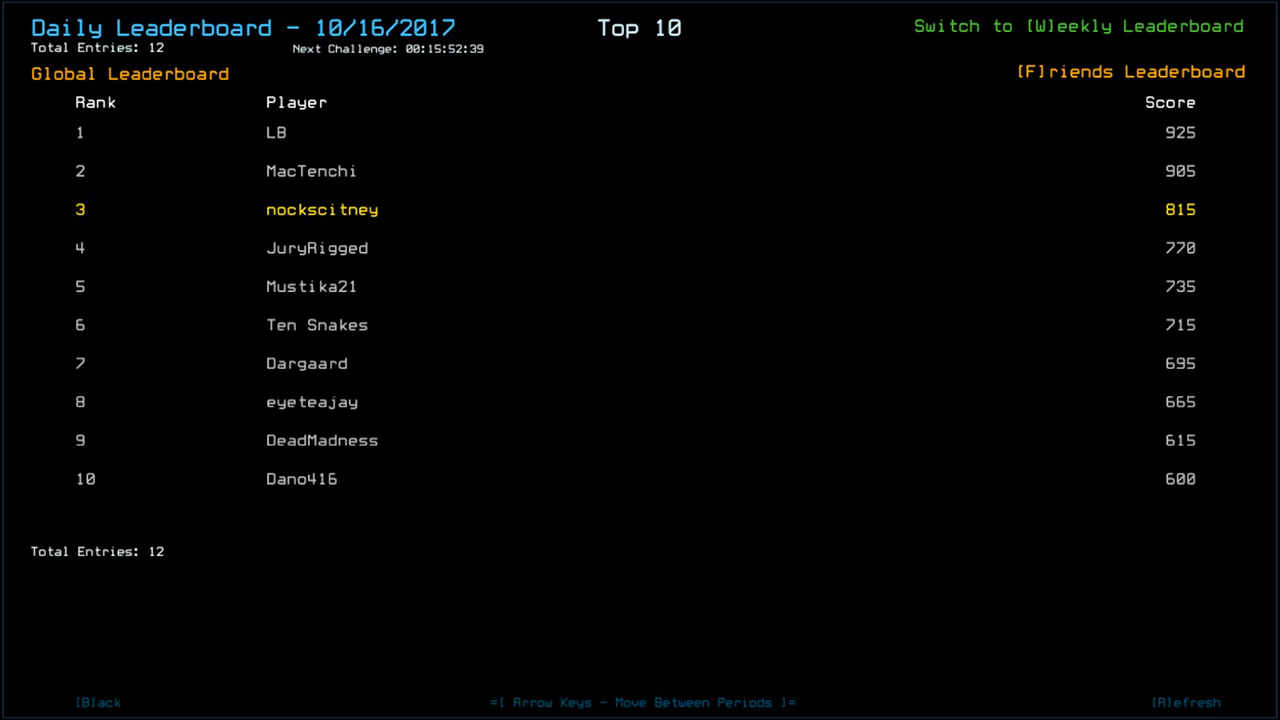 Daily Leaderboard - 10/16/2017 Top 10 Switch to [W]eekly Leaderboard
Total Entries: 12 Next Challenge: 00:15:52:39
Global Leaderboard [F]riends Leaderboard
Rank Player Score
1 LB 925
2 MacTenchi 905
3 nockscitney 815
4 JuryRigged 770
5 Mustika21 735
6 Ten Snakes 715
7 Dargaard 695
8 eyeteajay 665
9 DeadMadness 615
10 Dano416 600
Total Entries: 12
[B]ack =[ Arrow Keys - Move Between Periods ]= [R]efresh